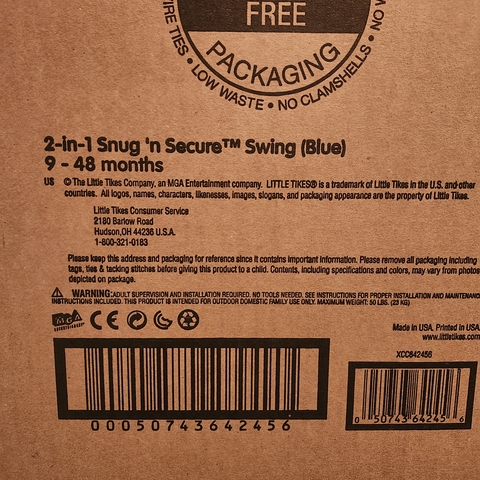 FREE
PACKAGING
WIRE TIES • LOW WASTE • NO CLAMSHELLS • NO
2-in-1 Snug 'n Secure™ Swing (Blue)
9 - 48 months
US © The Little Tikes Company, an MGA Entertainment company. LITTLE TIKES® is a trademark of Little Tikes in the U.S. and other
countries. All logos, names, characters, likenesses, images, slogans, and packaging appearance are the property of Little Tikes.
Little Tikes Consumer Service
2180 Barlow Road
Hudson,OH 44236 U.S.A.
1-800-321-0183
Please keep this address and packaging for reference since it contains important information. Please remove all packaging including
tags, ties & tacking stitches before giving this product to a child. Contents, including specifications and colors, may vary from photos
depicted on package.
WARNING:ADULT SUPERVISION AND INSTALLATION REQUIRED. NO TOOLS NEEDED. SEE INSTRUCTIONS FOR PROPER INSTALLATION AND MAINTENANCE
INSTRUCTIONS INCLUDED. THIS PRODUCT IS INTENDED FOR OUTDOOR DOMESTIC FAMILY USE ONLY. MAXIMUM WEIGHT: 50 LBS. (23 KG)
MGA
CE
Made in USA. Printed in USA.
www.littletikes.com
XCC642456
00050743642456
0 50743 64245 6